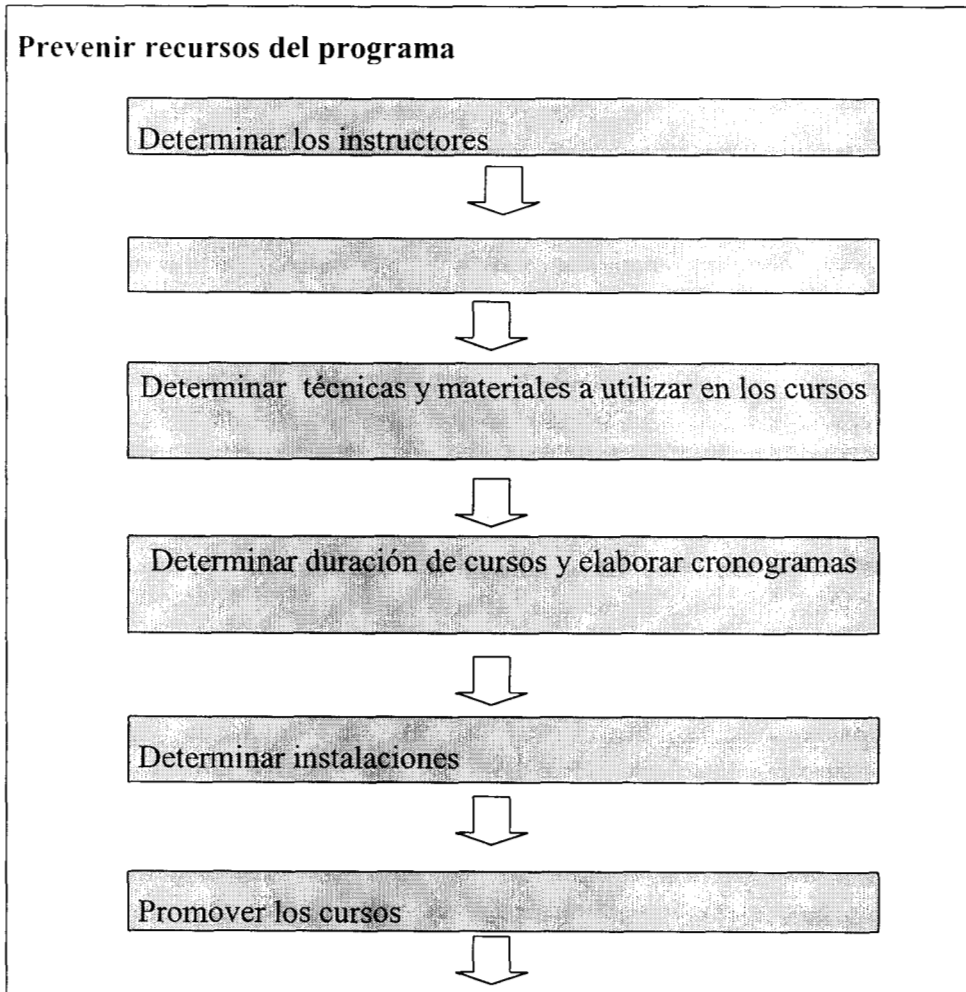 Prevenir recursos del programa
Determinar los instructores
Determinar técnicas y materiales a utilizar en los cursos
Determinar duración de cursos y elaborar cronogramas
Determinar instalaciones
Promover los cursos